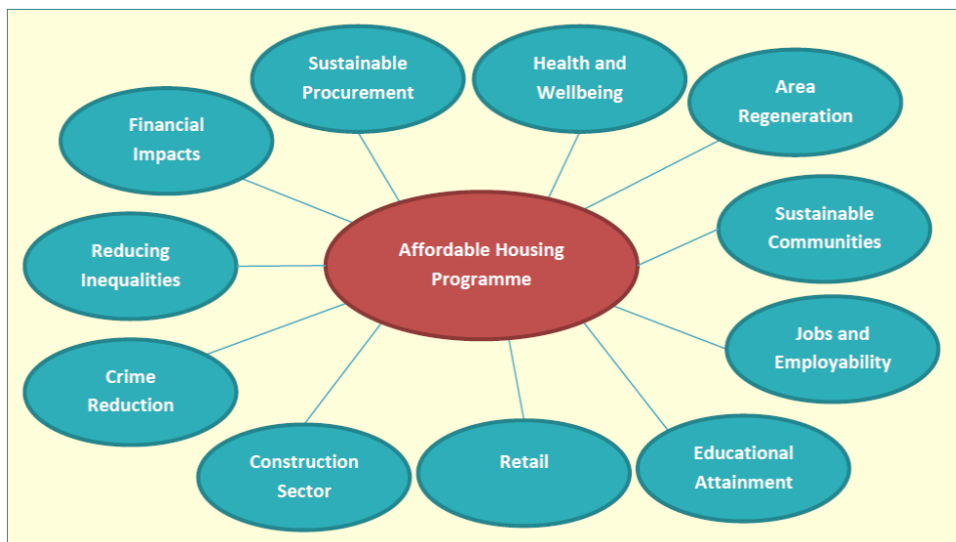 Sustainable
Procurement
Health and
Wellbeing
Area
Regeneration
Financial
Impacts
Sustainable
Communities
Affordable Housing
Programme
Reducing
Inequalities
Jobs and
Employability
Crime
Reduction
Construction
Sector
Retail
Educational
Attainment